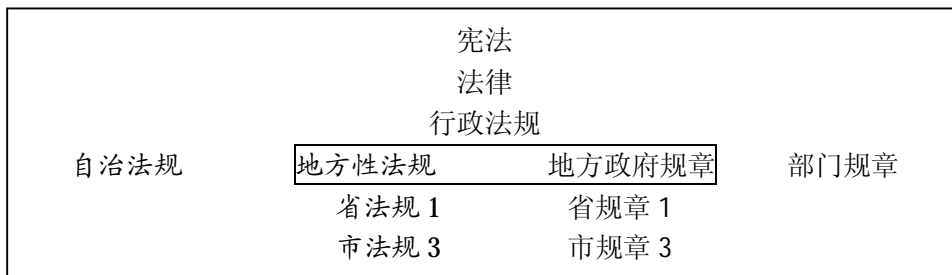 宪法
法律
行政法规
自治法规 地方性法规 地方政府规章 部门规章
省法规 1 省规章 1
市法规 3 市规章 3